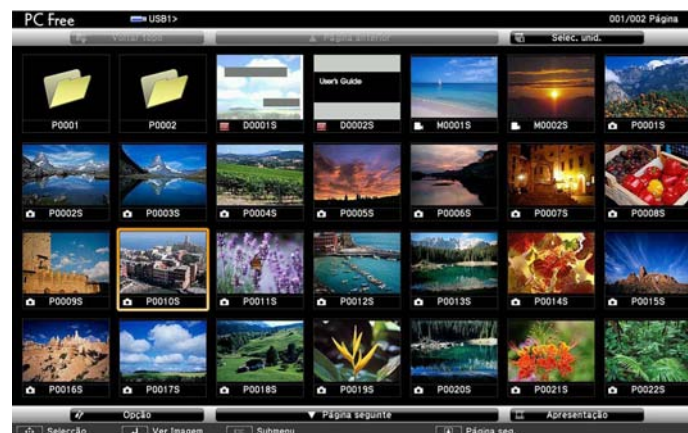 PC Free USB1> 001/002 Página
Voltar topo Página anterior Selec. unid.
User's Guide
P0001 P0002 D0001S D0002S M0001S M0002S P0001S
P0002S P0003S P0004S P0005S P0006S P0007S P0008S
P0009S P0010S P0011S P0012S P0013S P0014S P0015S
P0016S P0017S P0018S P0019S P0020S P0021S P0022S
Opção Página seguinte Apresentação
Selecção Ver Imagem Submenu Página seg.